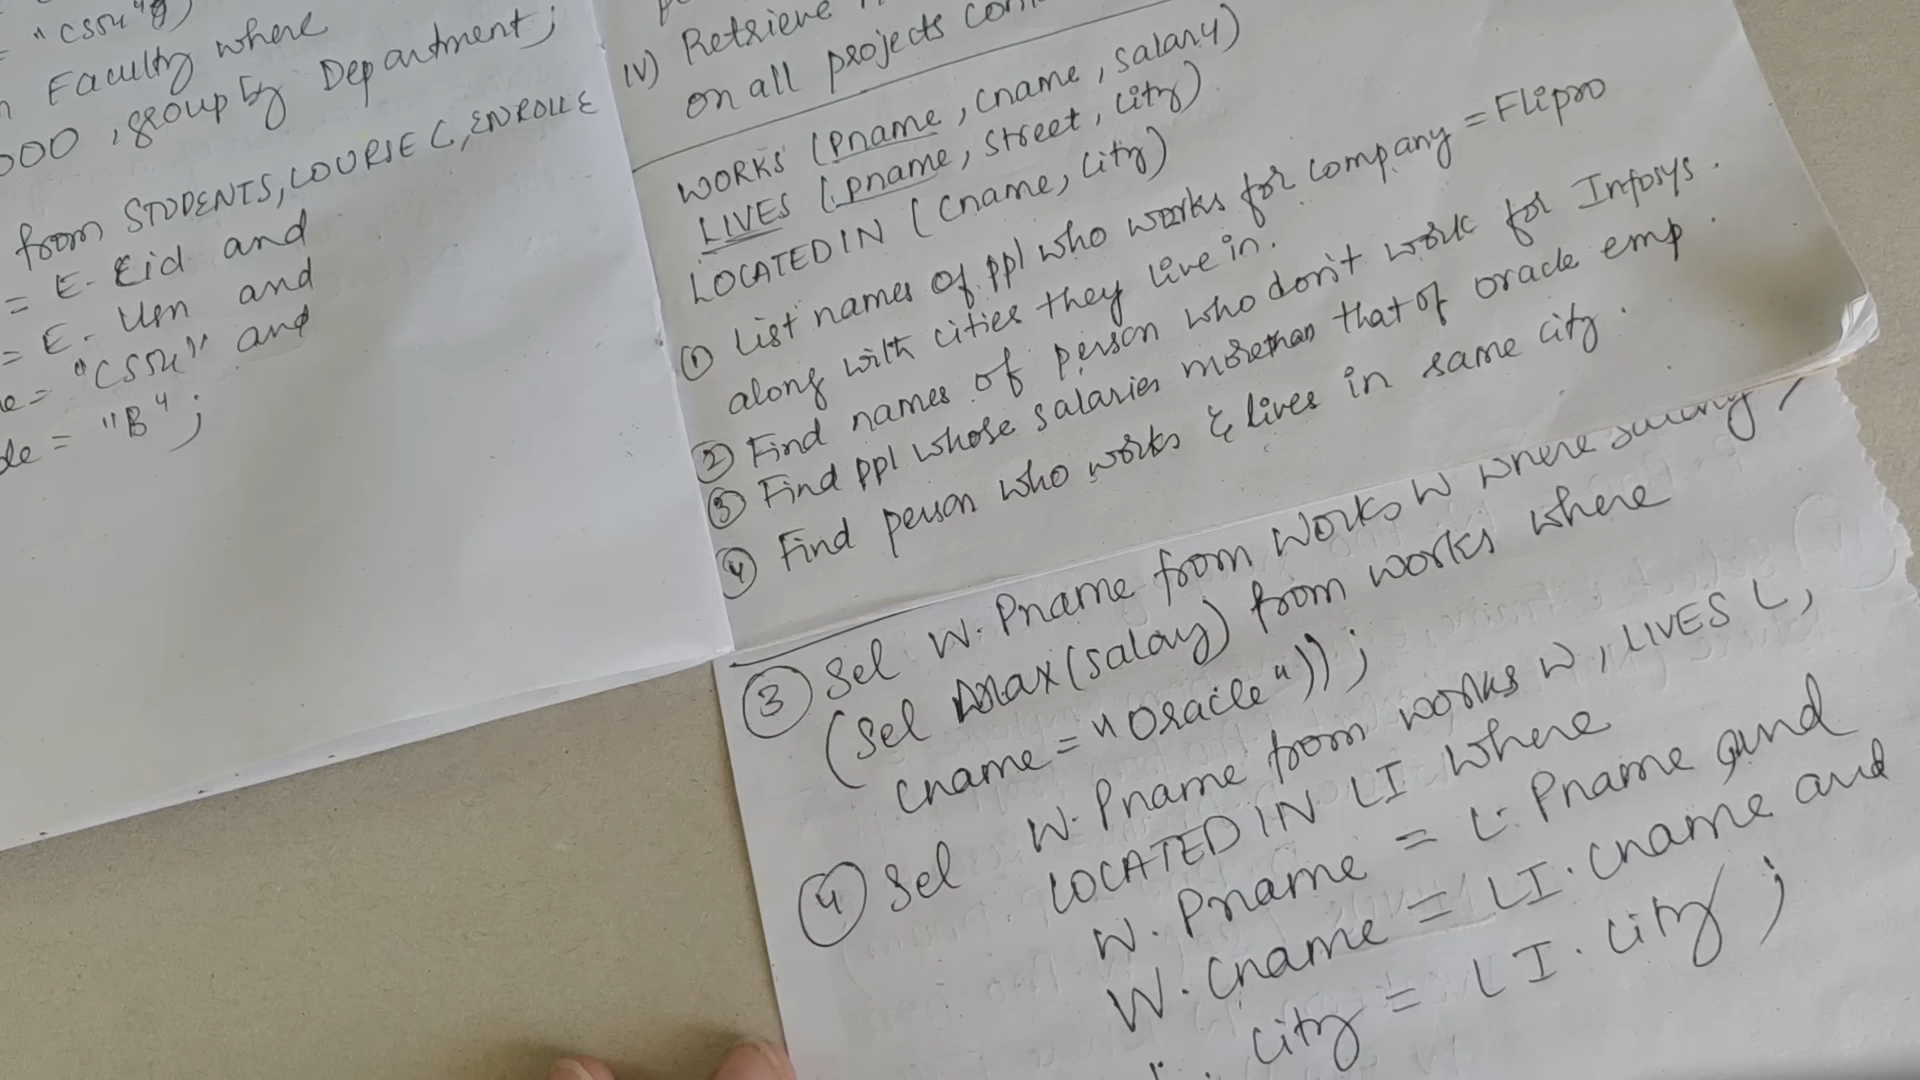 = "CS54"g)
Faculty where
000 , group by Department;
from STUDENTS, COURSE C, ENROLLE
= E. Eid and
= E. Usn and
= "CS54" and
= "B";
IV) Retrieve
on all projects
WORKS (Pname, Cname, salary)
LIVES (Pname, Street, City)
LOCATED IN (Cname, City)
① List names of ppl who works for company = Flipro
along with cities they live in.
② Find names of person who don't work for Infosys.
③ Find ppl whose salaries morethan that of oracle emp.
④ Find person who works & lives in same city.
③ Sel W. Pname from Works W where salary >
(Sel Max(salary) from works where
Cname = "Oracle"));
④ Sel W. Pname from works W, LIVES L,
LOCATED IN LI where
W. Pname = L. Pname and
W. Cname = LI. Cname and
City = LI. City;